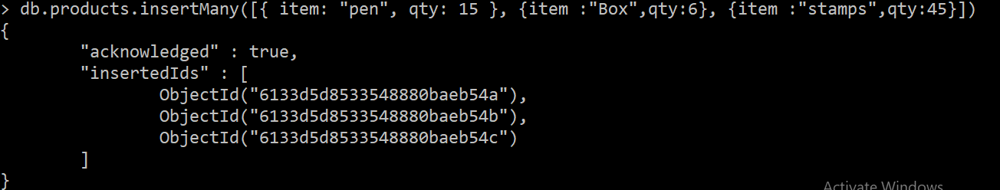 > db.products.insertMany([{ item: "pen", qty: 15 }, {item :"Box",qty:6}, {item :"stamps",qty:45}])
{
        "acknowledged" : true,
        "insertedIds" : [
                ObjectId("6133d5d8533548880baeb54a"),
                ObjectId("6133d5d8533548880baeb54b"),
                ObjectId("6133d5d8533548880baeb54c")
        ]
}
Activate Windows